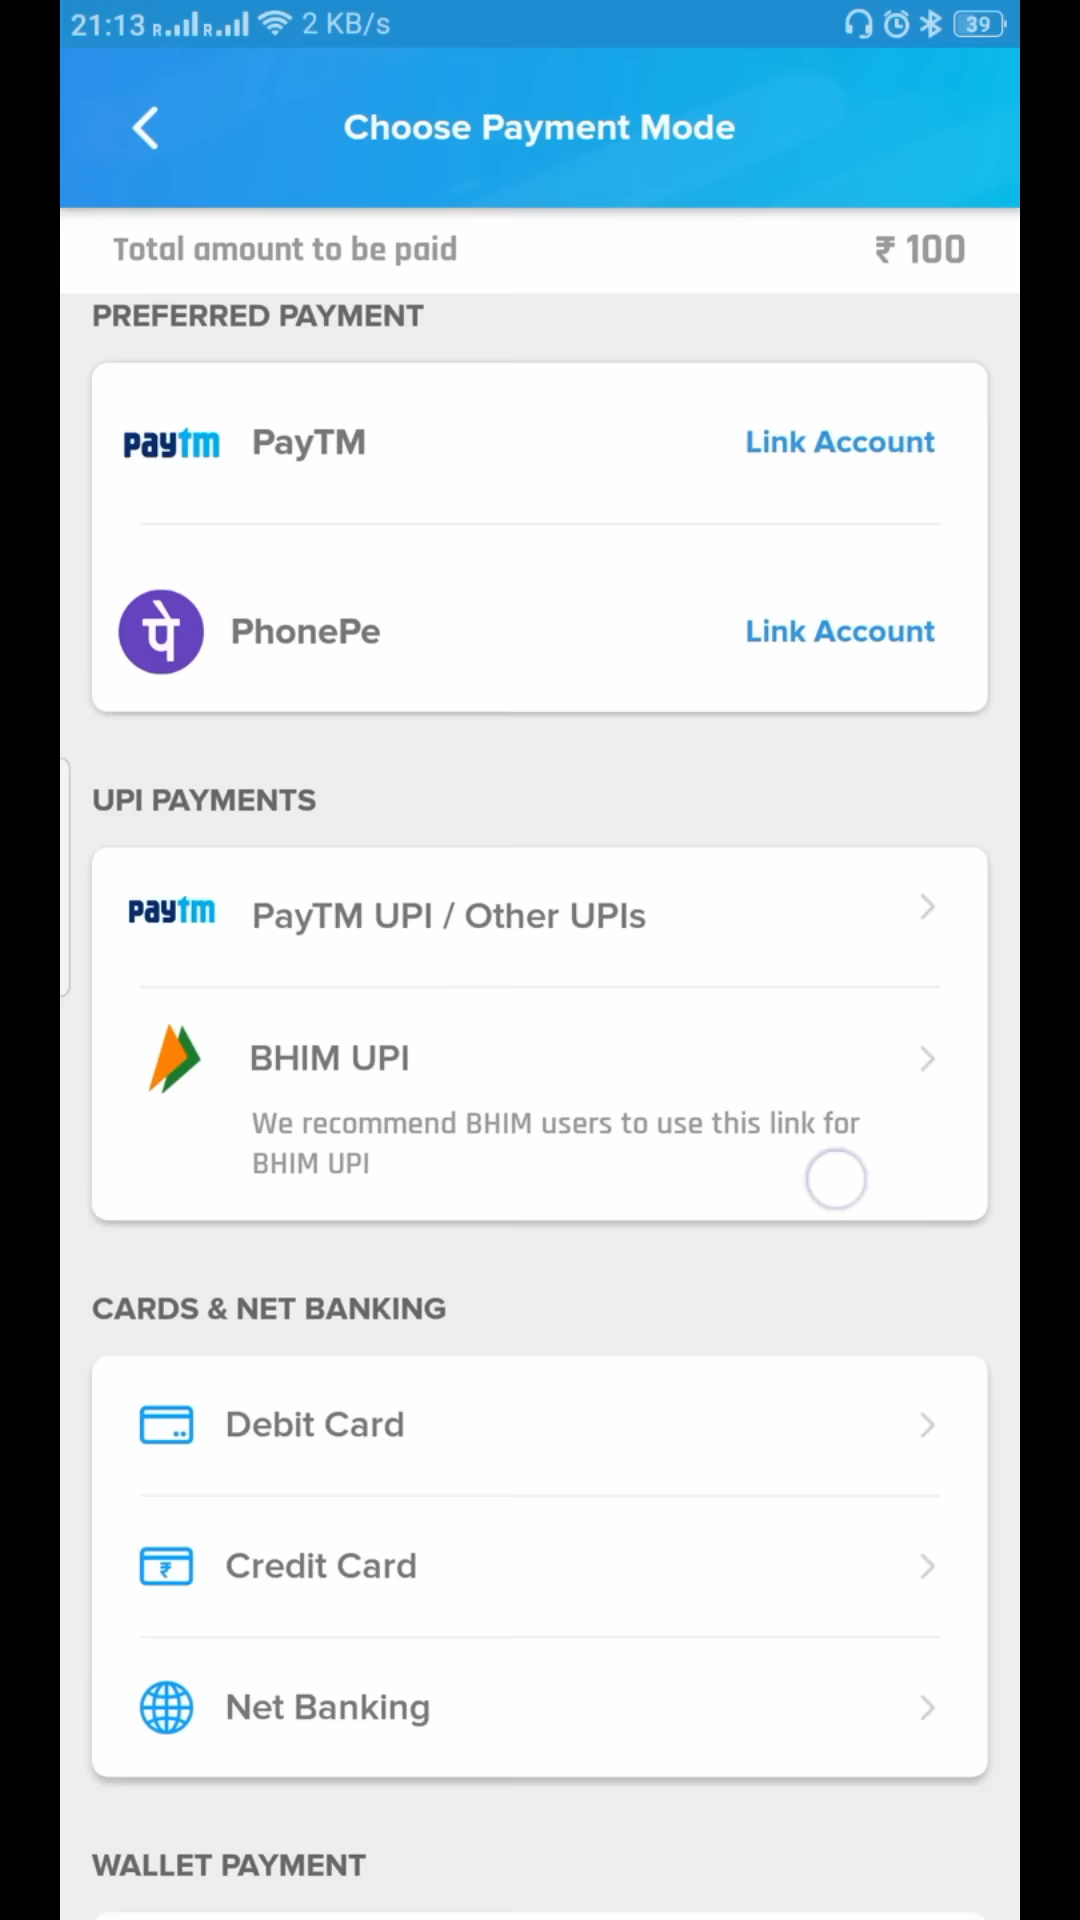 21:13 R R 2 KB/s 39
Choose Payment Mode
Total amount to be paid ₹ 100
PREFERRED PAYMENT
paytm PayTM Link Account
पे PhonePe Link Account
UPI PAYMENTS
paytm PayTM UPI / Other UPIs
BHIM UPI
We recommend BHIM users to use this link for
BHIM UPI
CARDS & NET BANKING
Debit Card
₹ Credit Card
Net Banking
WALLET PAYMENT